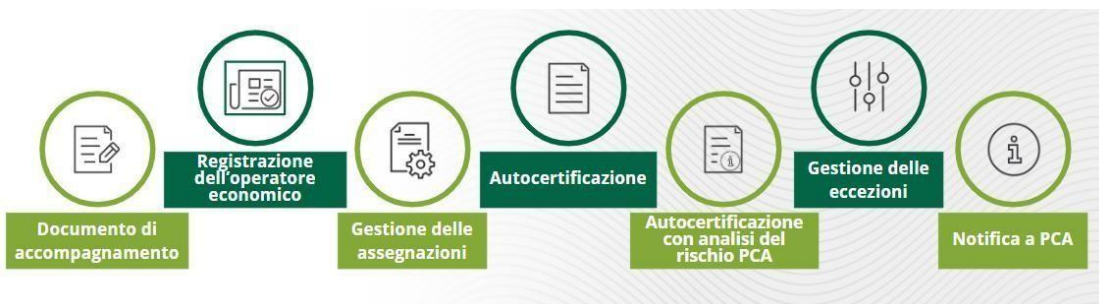 Documento di
accompagnamento
Registrazione
dell'operatore
economico
Gestione delle
assegnazioni
Autocertificazione
Autocertificazione
con analisi del
rischio PCA
Gestione delle
eccezioni
Notifica a PCA